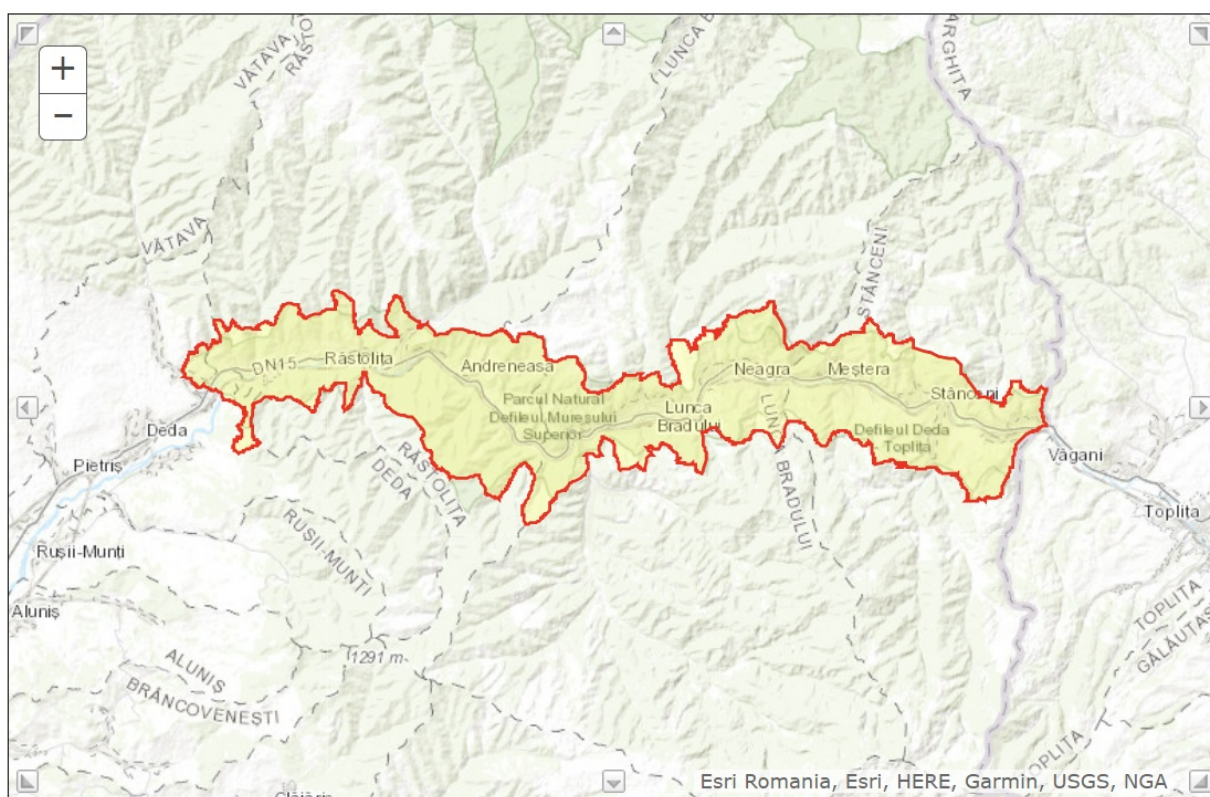 +
−
VĂTAVA
RĂSTO
LUNCA B
ARGHITA
VĂTAVA
STÂNCENI
DN15
Răstolița
Andreneasa
Neagra
Meștera
Parcul Natural
Defileul Mureșului
Superior
Lunca
Bradului
Stânceni
Defileul Deda
Toplița
Deda
Pietriș
Văgani
Toplița
RĂSTOLIȚA
DEDA
LUN
BRADULUI
Rușii-Munți
RUȘII-MUNȚI
Aluniș
ALUNIȘ
BRÂNCOVENEȘTI
1291 m
TOPLIȚA
GĂLĂUTAȘ
TOPLIȚA
Esri Romania, Esri, HERE, Garmin, USGS, NGA